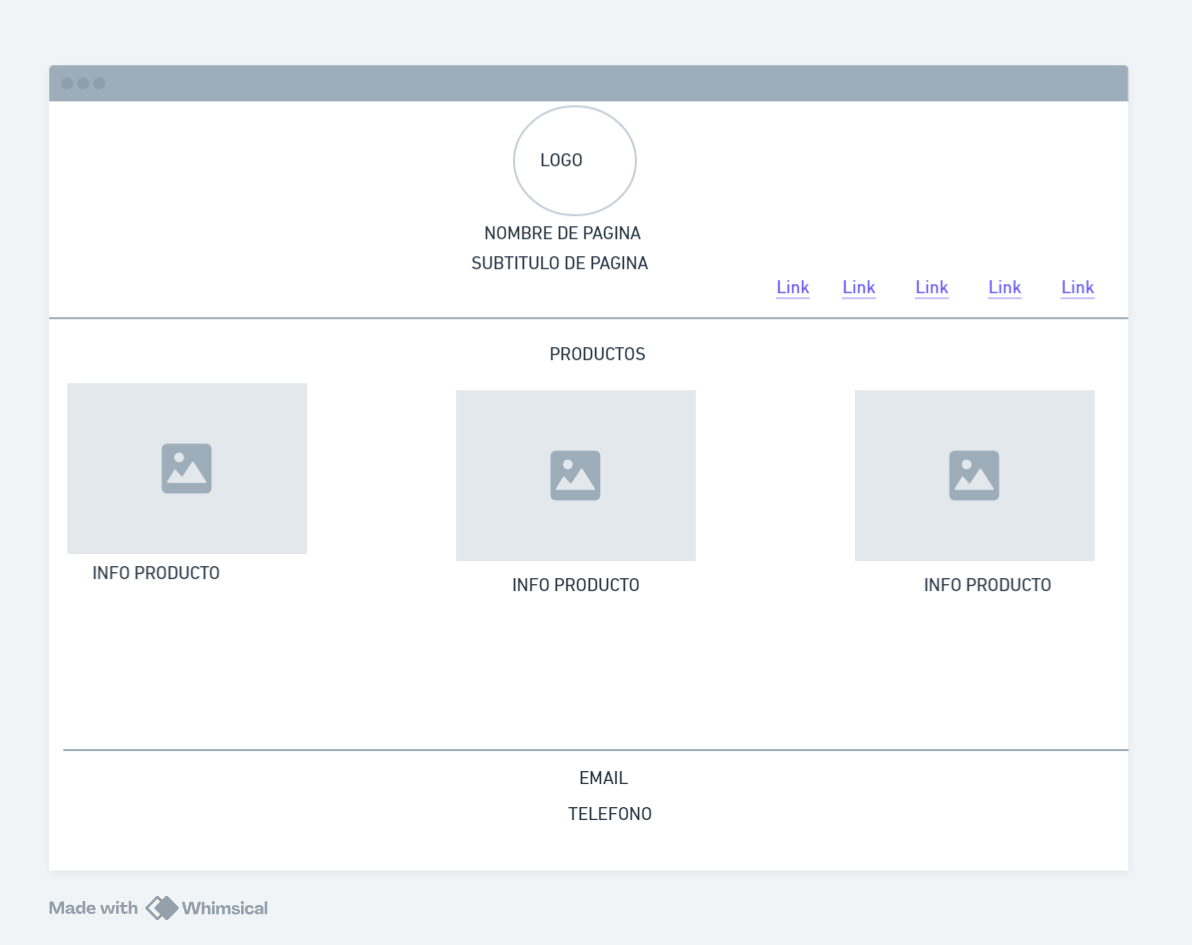 LOGO
NOMBRE DE PAGINA
SUBTITULO DE PAGINA
Link Link Link Link Link
PRODUCTOS
INFO PRODUCTO
INFO PRODUCTO
INFO PRODUCTO
EMAIL
TELEFONO
Made with Whimsical